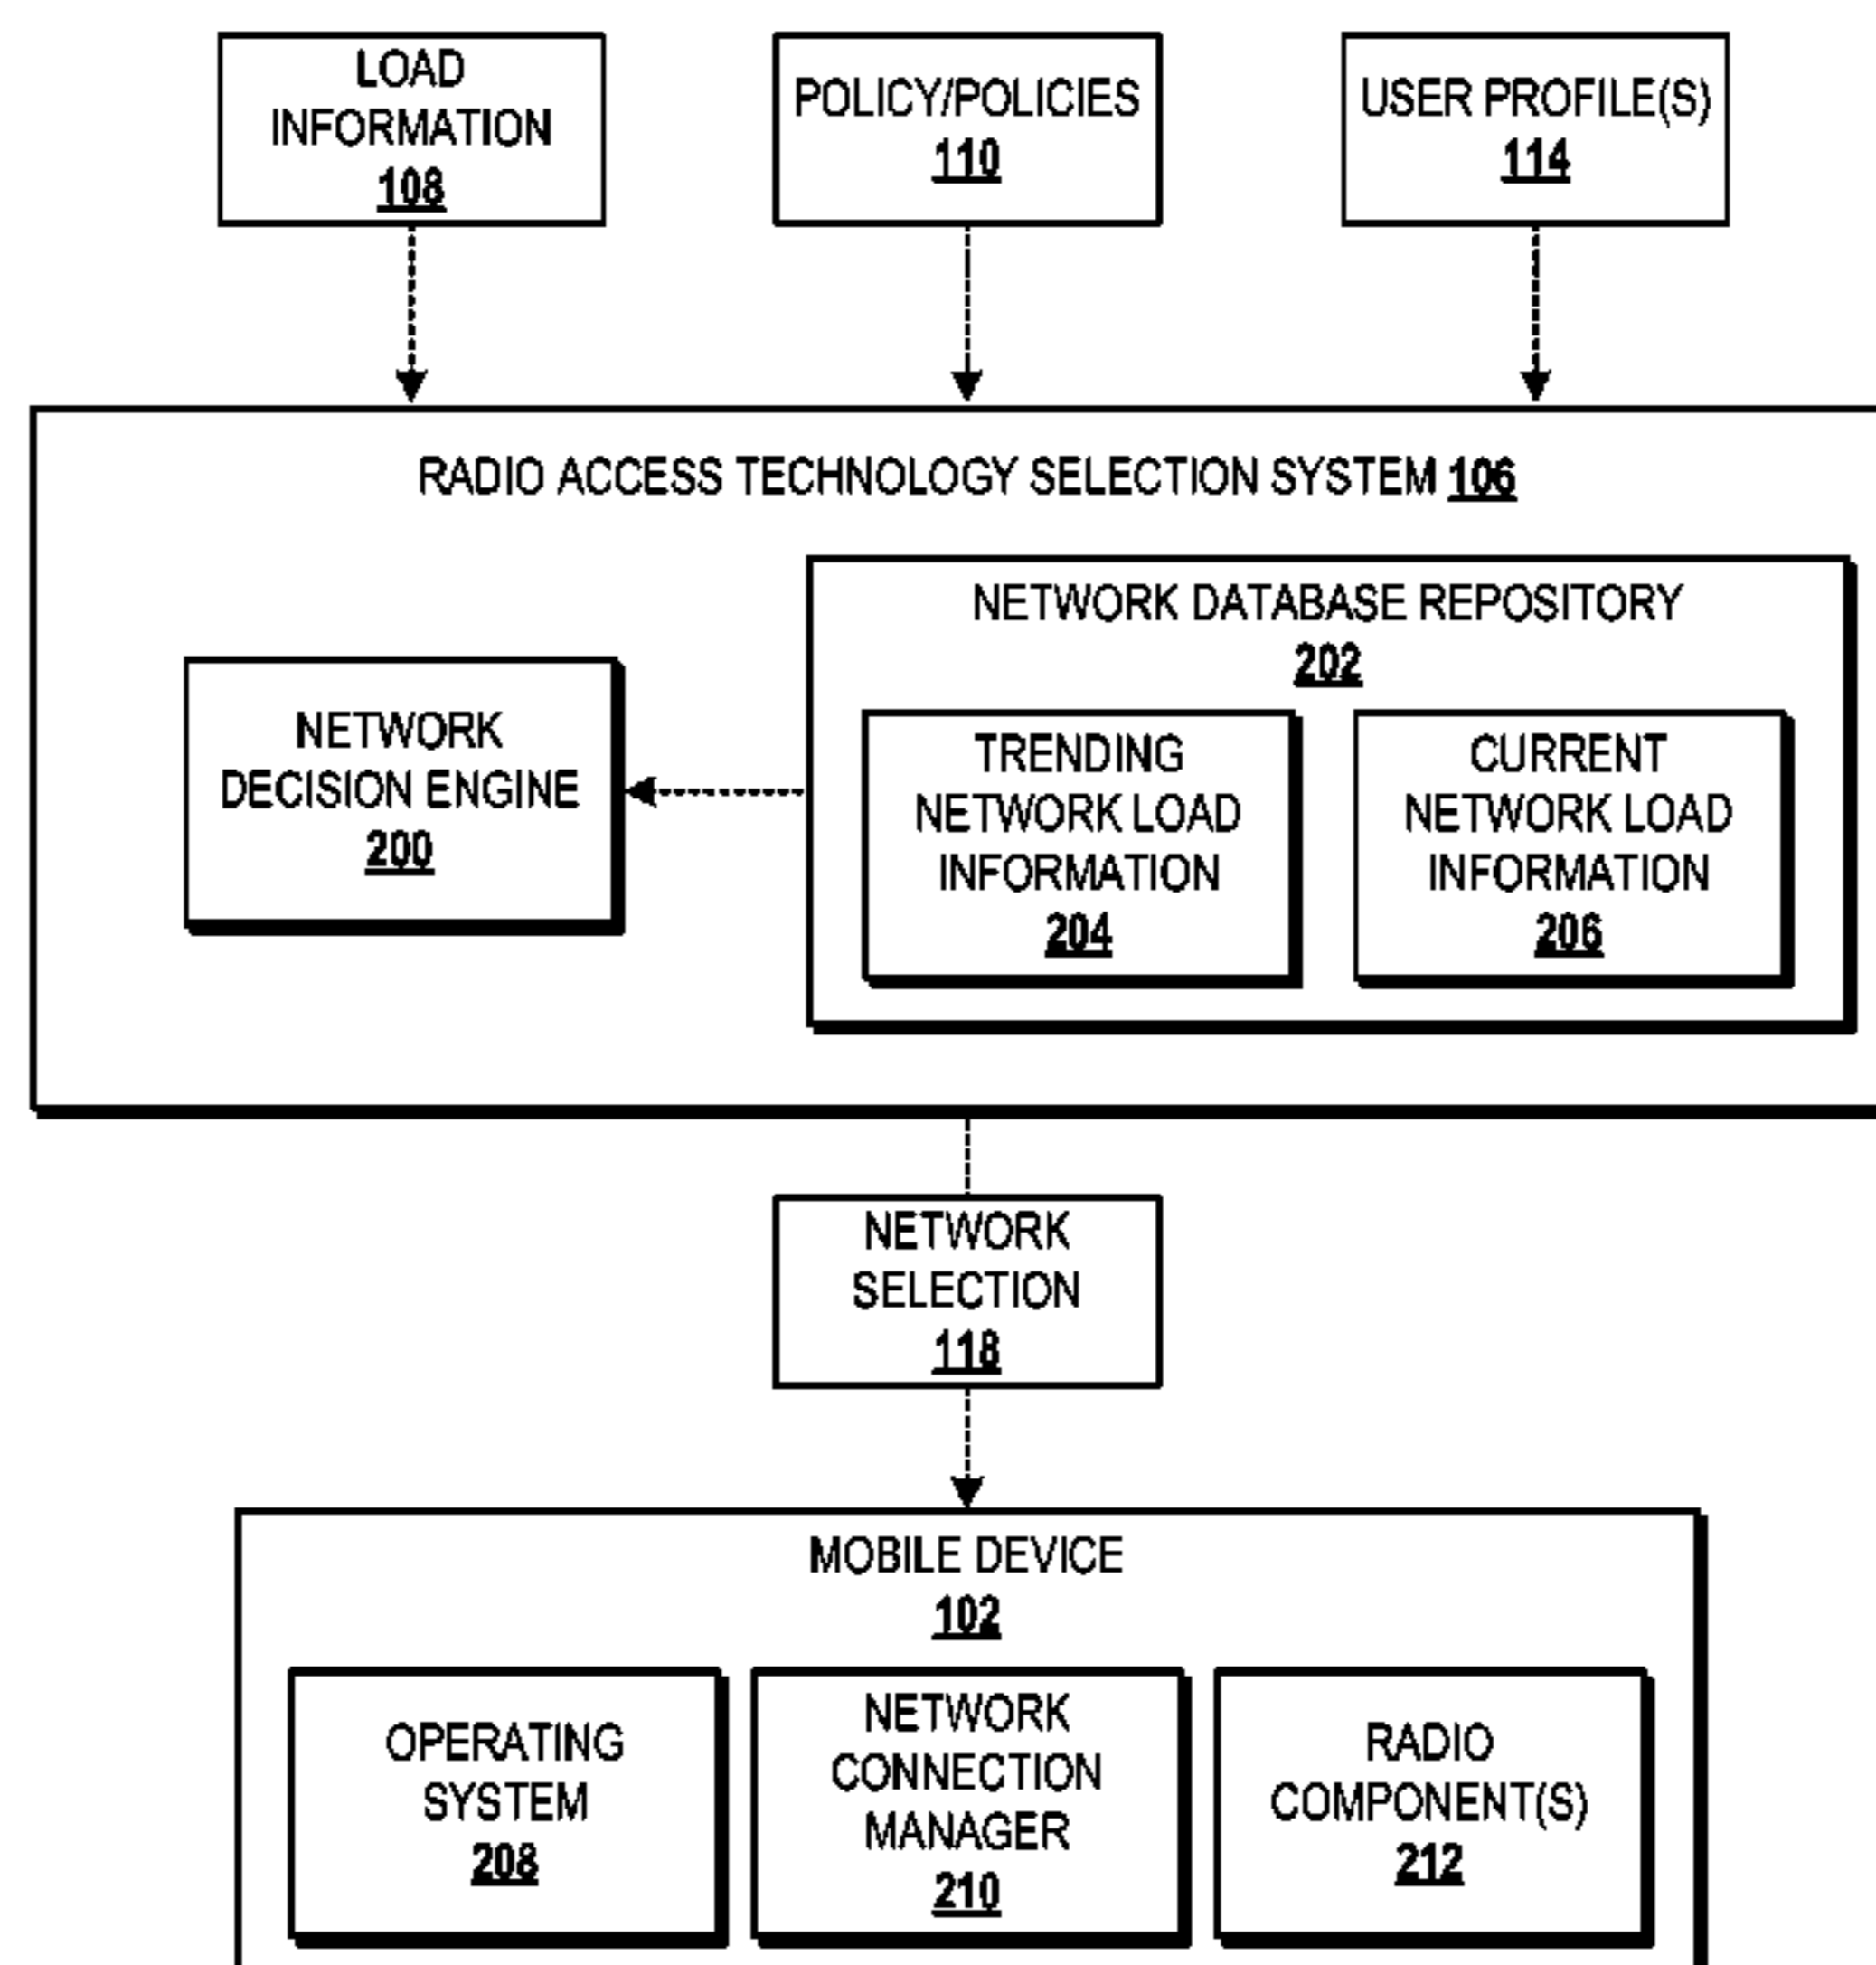 LOAD
INFORMATION
108
POLICY/POLICIES
110
USER PROFILE(S)
114
RADIO ACCESS TECHNOLOGY SELECTION SYSTEM 106
NETWORK DATABASE REPOSITORY
202
NETWORK
DECISION ENGINE
200
TRENDING
NETWORK LOAD
INFORMATION
204
CURRENT
NETWORK LOAD
INFORMATION
206
NETWORK
SELECTION
118
MOBILE DEVICE
102
OPERATING
SYSTEM
208
NETWORK
CONNECTION
MANAGER
210
RADIO
COMPONENT(S)
212